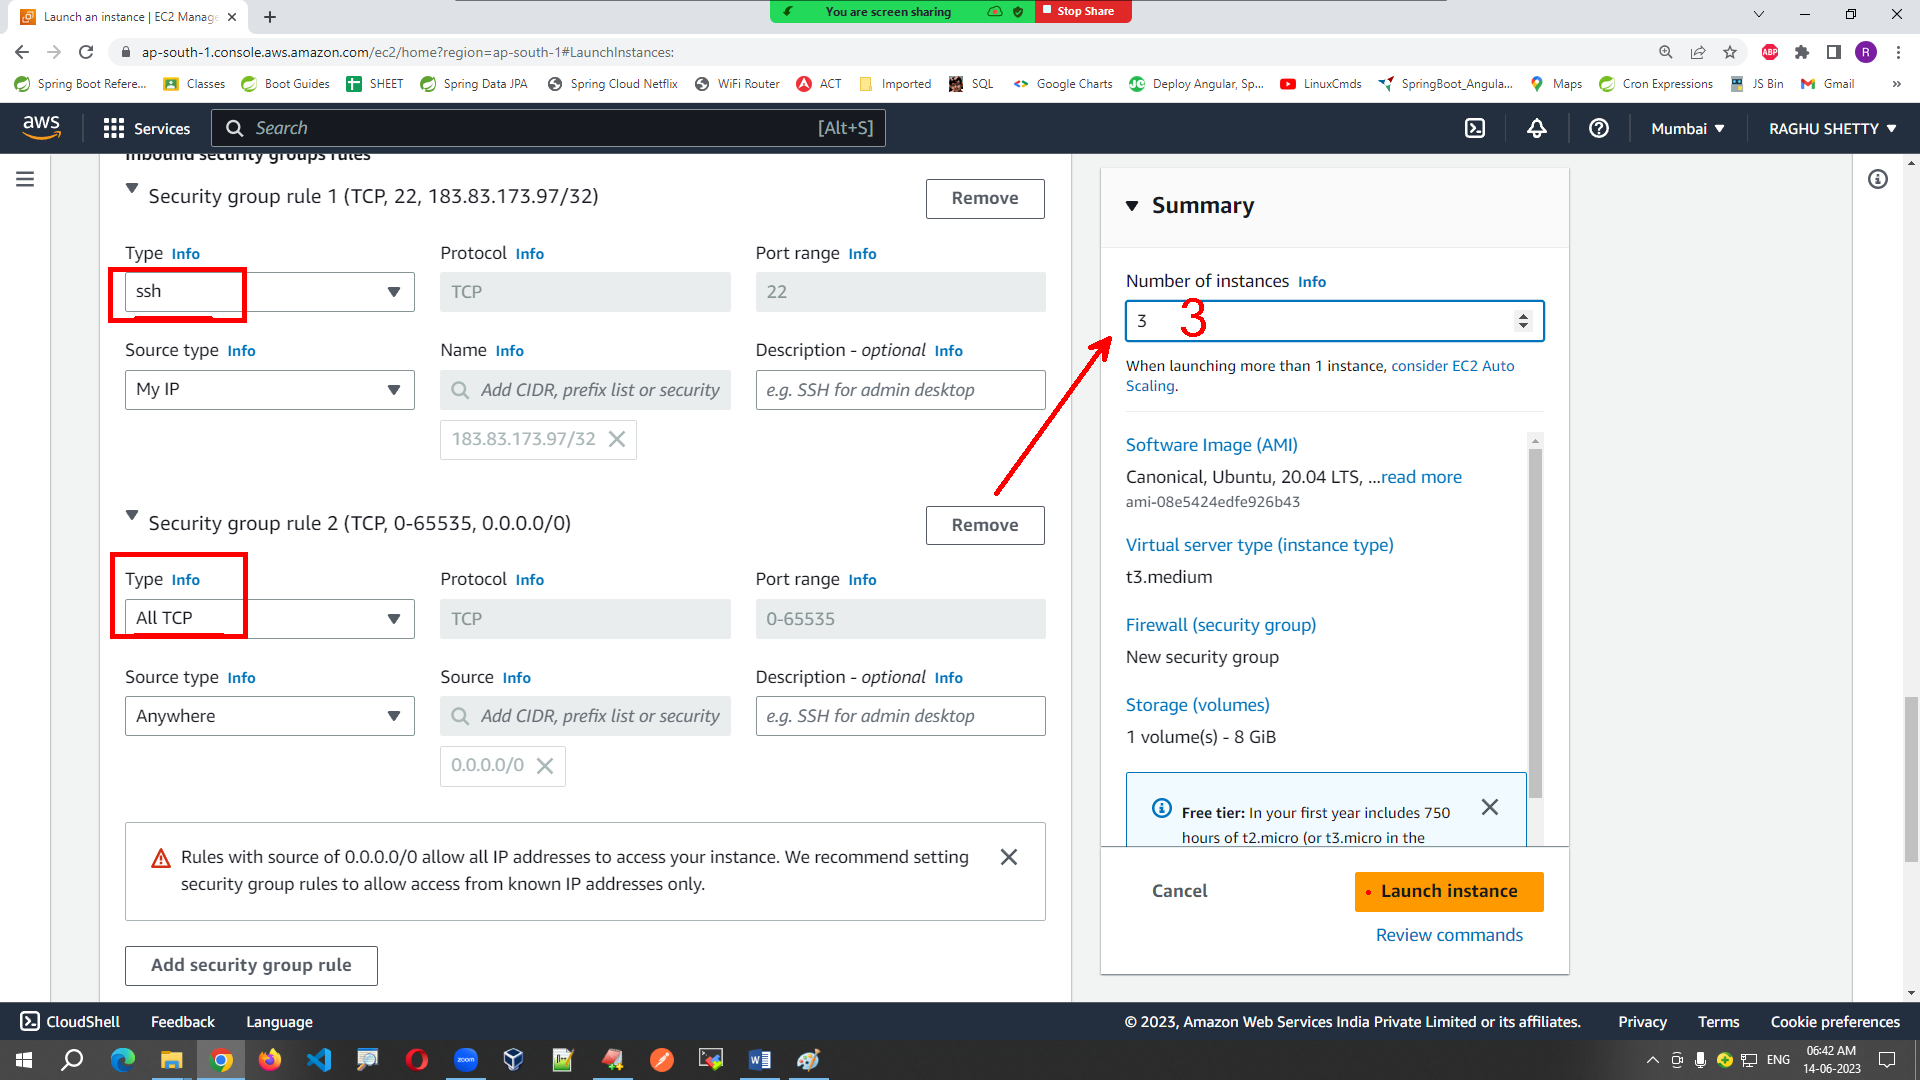 Launch an instance | EC2 Manage
You are screen sharing
Stop Share
ap-south-1.console.aws.amazon.com/ec2/home?region=ap-south-1#LaunchInstances:
ABP
R
Spring Boot Refere...
Classes
Boot Guides
SHEET
Spring Data JPA
Spring Cloud Netflix
WiFi Router
ACT
Imported
SQL
Google Charts
Deploy Angular, Sp...
LinuxCmds
SpringBoot_Angula...
Maps
Cron Expressions
JS Bin
Gmail
»
aws
Services
Search
[Alt+S]
Mumbai
RAGHU SHETTY
Inbound security groups rules
Security group rule 1 (TCP, 22, 183.83.173.97/32)
Remove
Type Info
Protocol Info
Port range Info
ssh
TCP
22
Source type Info
Name Info
Description - optional Info
My IP
Add CIDR, prefix list or security
e.g. SSH for admin desktop
183.83.173.97/32
Security group rule 2 (TCP, 0-65535, 0.0.0.0/0)
Remove
Type Info
Protocol Info
Port range Info
All TCP
TCP
0-65535
Source type Info
Source Info
Description - optional Info
Anywhere
Add CIDR, prefix list or security
e.g. SSH for admin desktop
0.0.0.0/0
Rules with source of 0.0.0.0/0 allow all IP addresses to access your instance. We recommend setting
security group rules to allow access from known IP addresses only.
Add security group rule
Summary
Number of instances Info
3
3
When launching more than 1 instance, consider EC2 Auto
Scaling.
Software Image (AMI)
Canonical, Ubuntu, 20.04 LTS, ...read more
ami-08e5424edfe926b43
Virtual server type (instance type)
t3.medium
Firewall (security group)
New security group
Storage (volumes)
1 volume(s) - 8 GiB
Free tier: In your first year includes 750
hours of t2.micro (or t3.micro in the
Cancel
Launch instance
Review commands
CloudShell
Feedback
Language
© 2023, Amazon Web Services India Private Limited or its affiliates.
Privacy
Terms
Cookie preferences
zoom
ENG
06:42 AM
14-06-2023